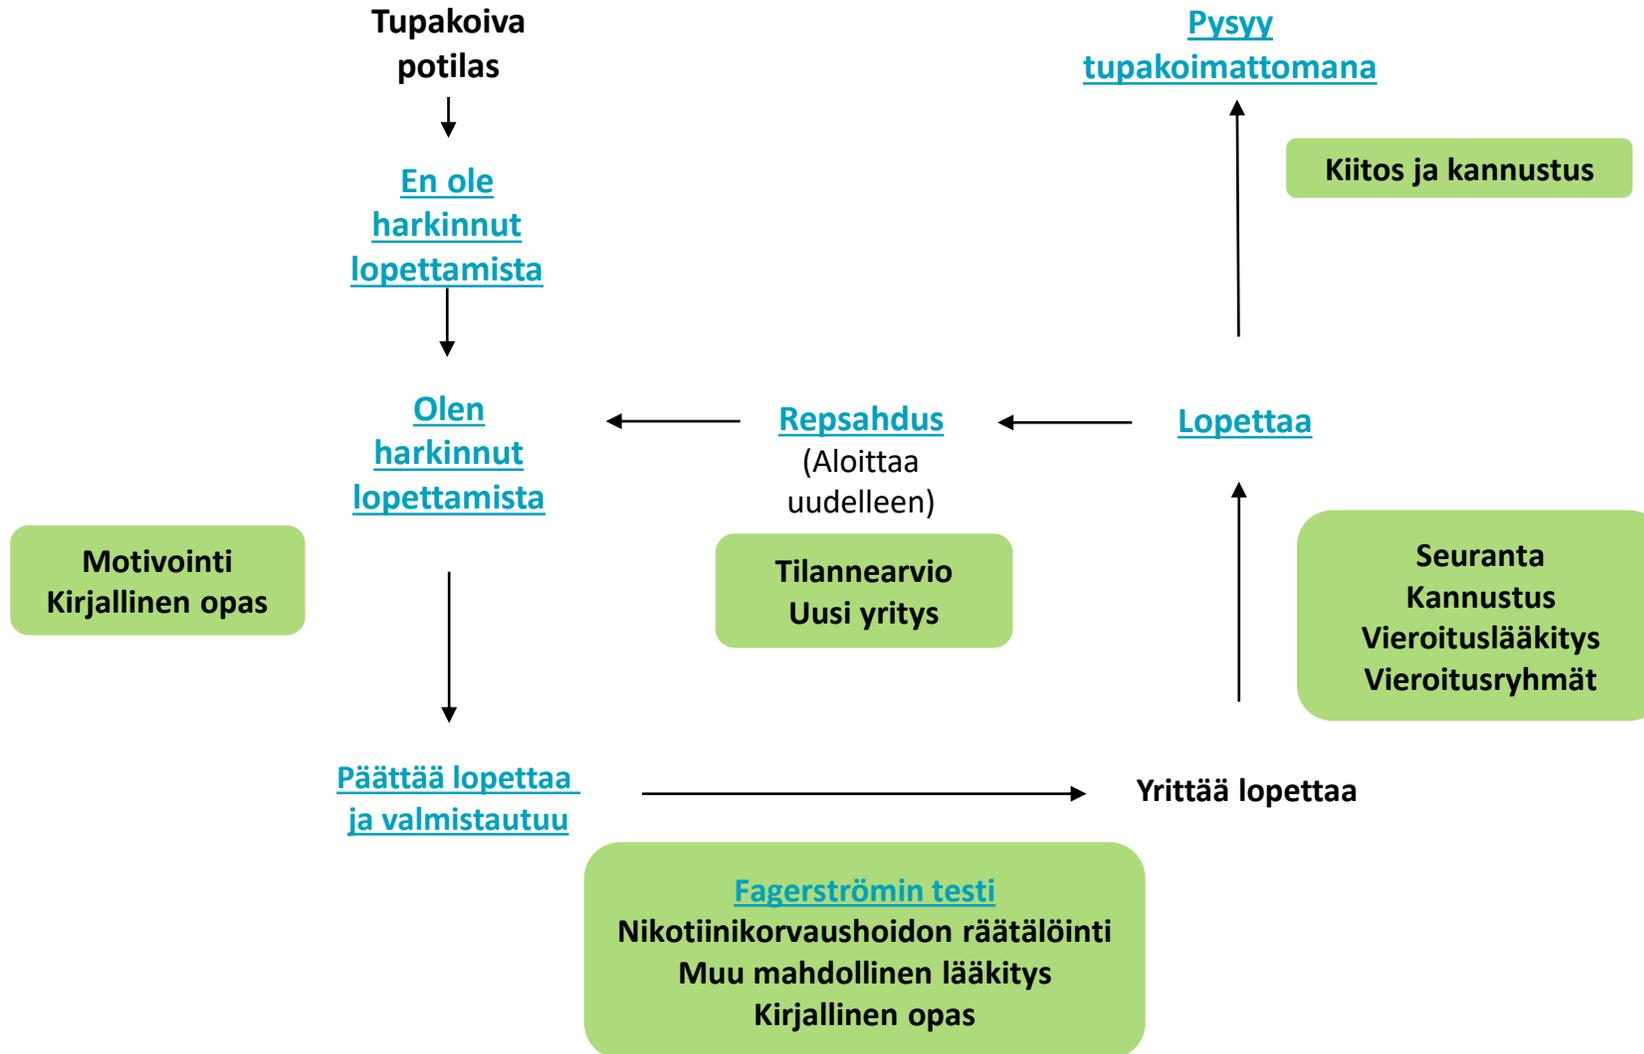 Tupakoiva
potilas
En ole
harkinnut
lopettamista
Olen
harkinnut
lopettamista
Motivointi
Kirjallinen opas
Päättää lopettaa
ja valmistautuu
Fagerströmin testi
Nikotiinikorvaushoidon räätälöinti
Muu mahdollinen lääkitys
Kirjallinen opas
Yrittää lopettaa
Seuranta
Kannustus
Vieroituslääkitys
Vieroitusryhmät
Lopettaa
Repsahdus
(Aloittaa
uudelleen)
Tilannearvio
Uusi yritys
Kiitos ja kannustus
Pysyy
tupakoimattomana